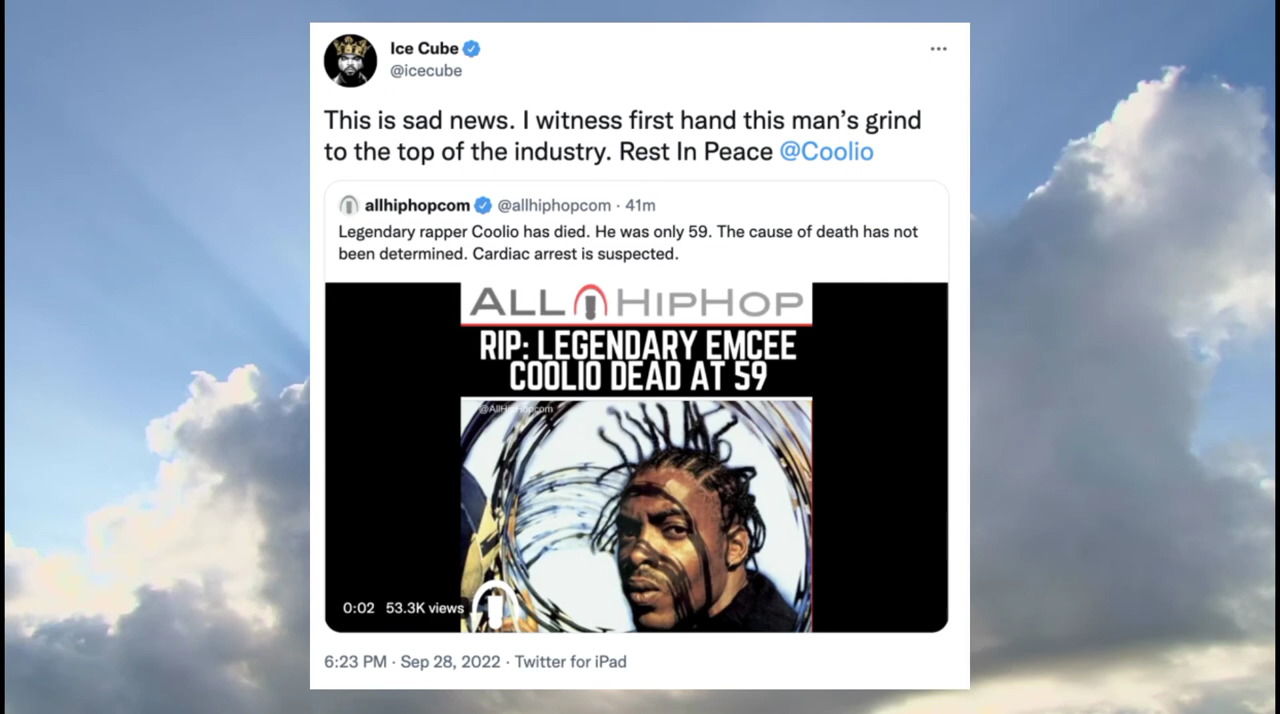 Ice Cube
@icecube
This is sad news. I witness first hand this man’s grind
to the top of the industry. Rest In Peace @Coolio
allhiphopcom @allhiphopcom · 41m
Legendary rapper Coolio has died. He was only 59. The cause of death has not
been determined. Cardiac arrest is suspected.
ALL HIPHOP
RIP: LEGENDARY EMCEE
COOLIO DEAD AT 59
@AllHipHopcom
0:02 53.3K views
6:23 PM · Sep 28, 2022 · Twitter for iPad